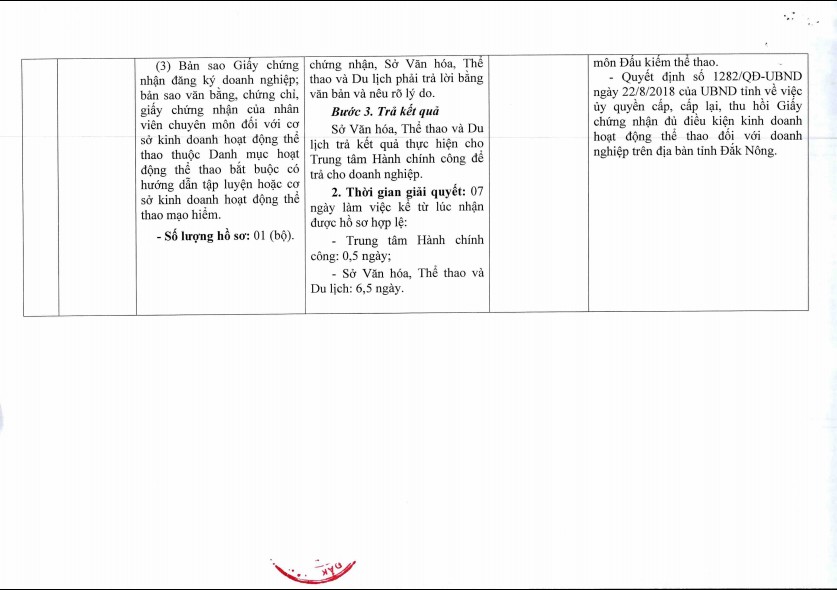 (3) Bản sao Giấy chứng
nhận đăng ký doanh nghiệp;
bản sao văn bằng, chứng chỉ,
giấy chứng nhận của nhân
viên chuyên môn đối với cơ
sở kinh doanh hoạt động thể
thao thuộc Danh mục hoạt
động thể thao bắt buộc có
hướng dẫn tập luyện hoặc cơ
sở kinh doanh hoạt động thể
thao mạo hiểm.
- Số lượng hồ sơ: 01 (bộ).
chứng nhận, Sở Văn hóa, Thể
thao và Du lịch phải trả lời bằng
văn bản và nêu rõ lý do.
Bước 3. Trả kết quả
Sở Văn hóa, Thể thao và Du
lịch trả kết quả thực hiện cho
Trung tâm Hành chính công để
trả cho doanh nghiệp.
2. Thời gian giải quyết: 07
ngày làm việc kể từ lúc nhận
được hồ sơ hợp lệ:
- Trung tâm Hành chính
công: 0,5 ngày;
- Sở Văn hóa, Thể thao và
Du lịch: 6,5 ngày.
môn Đấu kiếm thể thao.
- Quyết định số 1282/QĐ-UBND
ngày 22/8/2018 của UBND tỉnh về việc
ủy quyền cấp, cấp lại, thu hồi Giấy
chứng nhận đủ điều kiện kinh doanh
hoạt động thể thao đối với doanh
nghiệp trên địa bàn tỉnh Đắk Nông.
ĐẮK